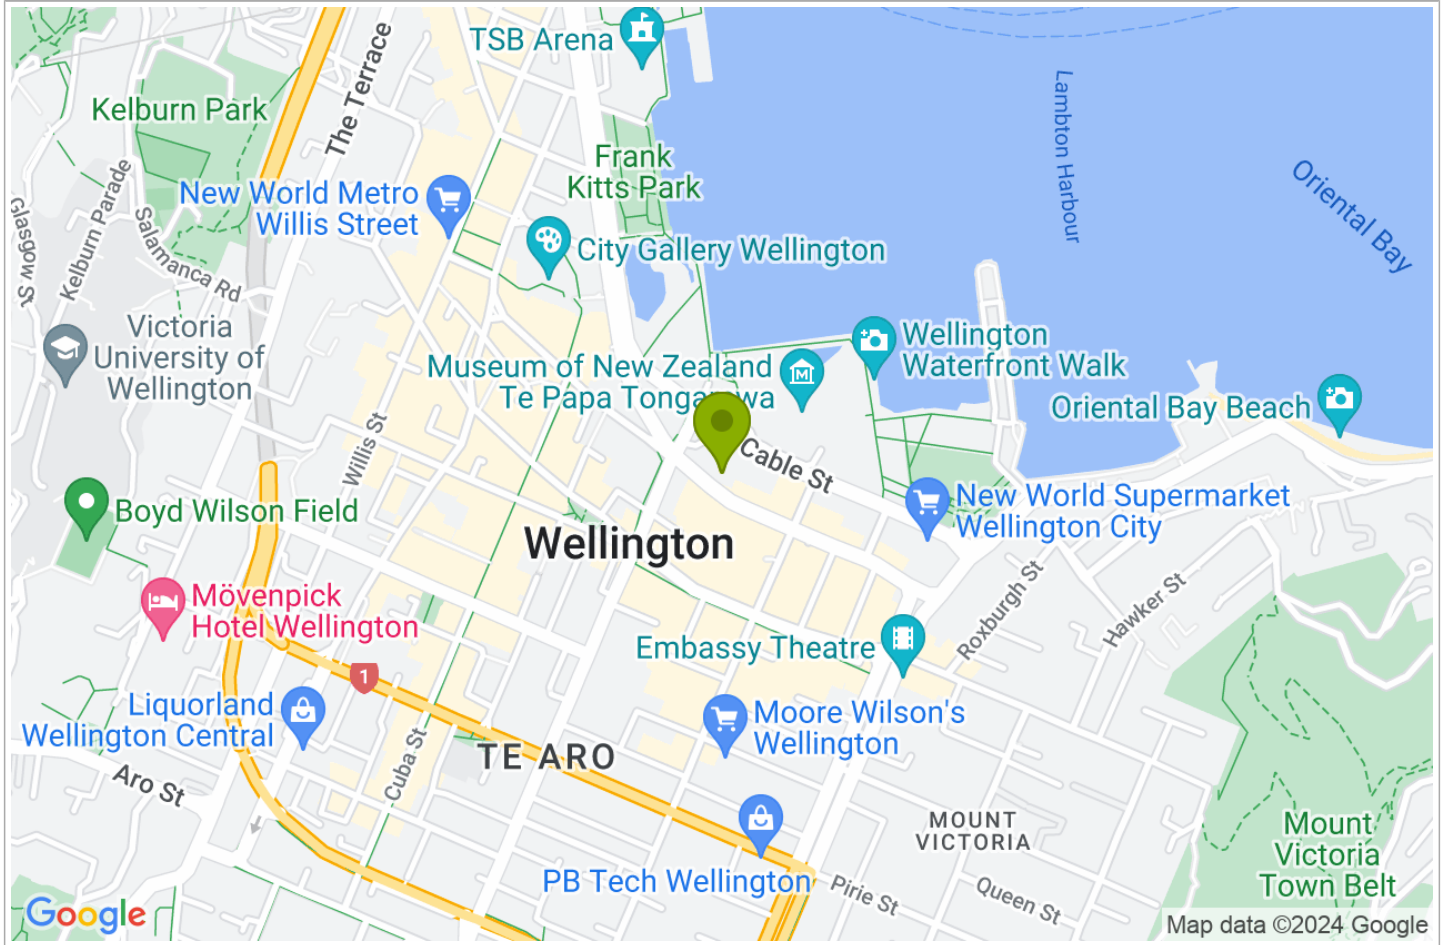 TSB Arena
The Terrace
Kelburn Park
Lambton Harbour
Frank
Kitts Park
Oriental Bay
Kelburn Parade
New World Metro
Willis Street
Glasgow St
Salamanca Rd
City Gallery Wellington
Victoria
University of
Wellington
Wellington
Waterfront Walk
Museum of New Zealand
Te Papa Tongarewa
Oriental Bay Beach
Willis St
Cable St
Boyd Wilson Field
New World Supermarket
Wellington City
Wellington
Mövenpick
Hotel Wellington
Roxburgh St
Hawker St
Embassy Theatre
1
Liquorland
Wellington Central
Moore Wilson's
Wellington
Cuba St
TE ARO
Aro St
MOUNT
VICTORIA
Mount
Victoria
Town Belt
PB Tech Wellington
Pirie St
Queen St
Google
Map data ©2024 Google